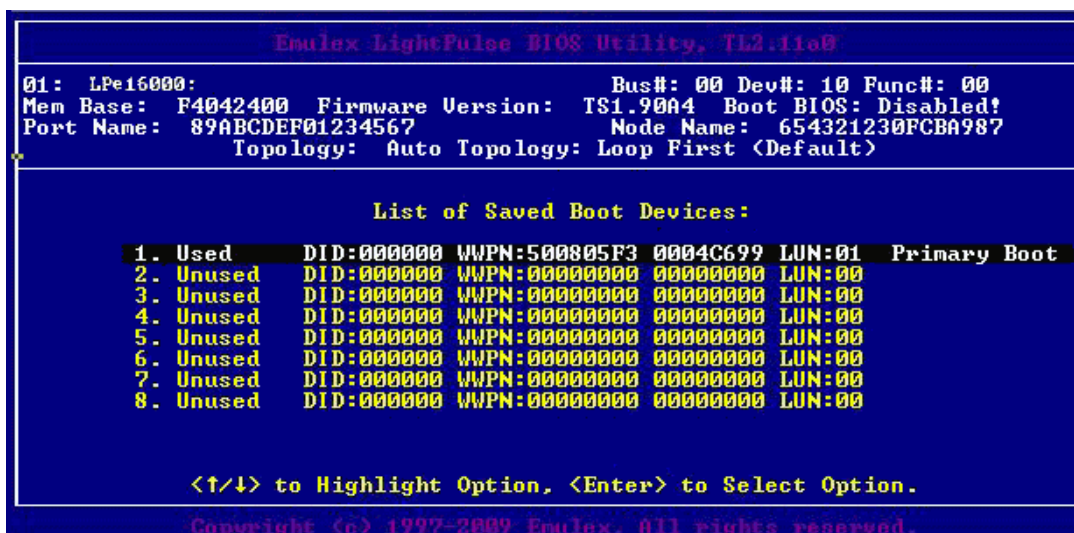 Emulex LightPulse BIOS Utility, TL2.11a0
01: LPe16000: Bus#: 00 Dev#: 10 Func#: 00
Mem Base: F4042400 Firmware Version: TS1.90A4 Boot BIOS: Disabled!
Port Name: 89ABCDEF01234567 Node Name: 654321230FCBA987
Topology: Auto Topology: Loop First <Default>
List of Saved Boot Devices:
1. Used DID:000000 WWPN:500805F3 0004C699 LUN:01 Primary Boot
2. Unused DID:000000 WWPN:00000000 00000000 LUN:00
3. Unused DID:000000 WWPN:00000000 00000000 LUN:00
4. Unused DID:000000 WWPN:00000000 00000000 LUN:00
5. Unused DID:000000 WWPN:00000000 00000000 LUN:00
6. Unused DID:000000 WWPN:00000000 00000000 LUN:00
7. Unused DID:000000 WWPN:00000000 00000000 LUN:00
8. Unused DID:000000 WWPN:00000000 00000000 LUN:00
<↑/↓> to Highlight Option, <Enter> to Select Option.
Copyright (c) 1997-2009 Emulex. All rights reserved.